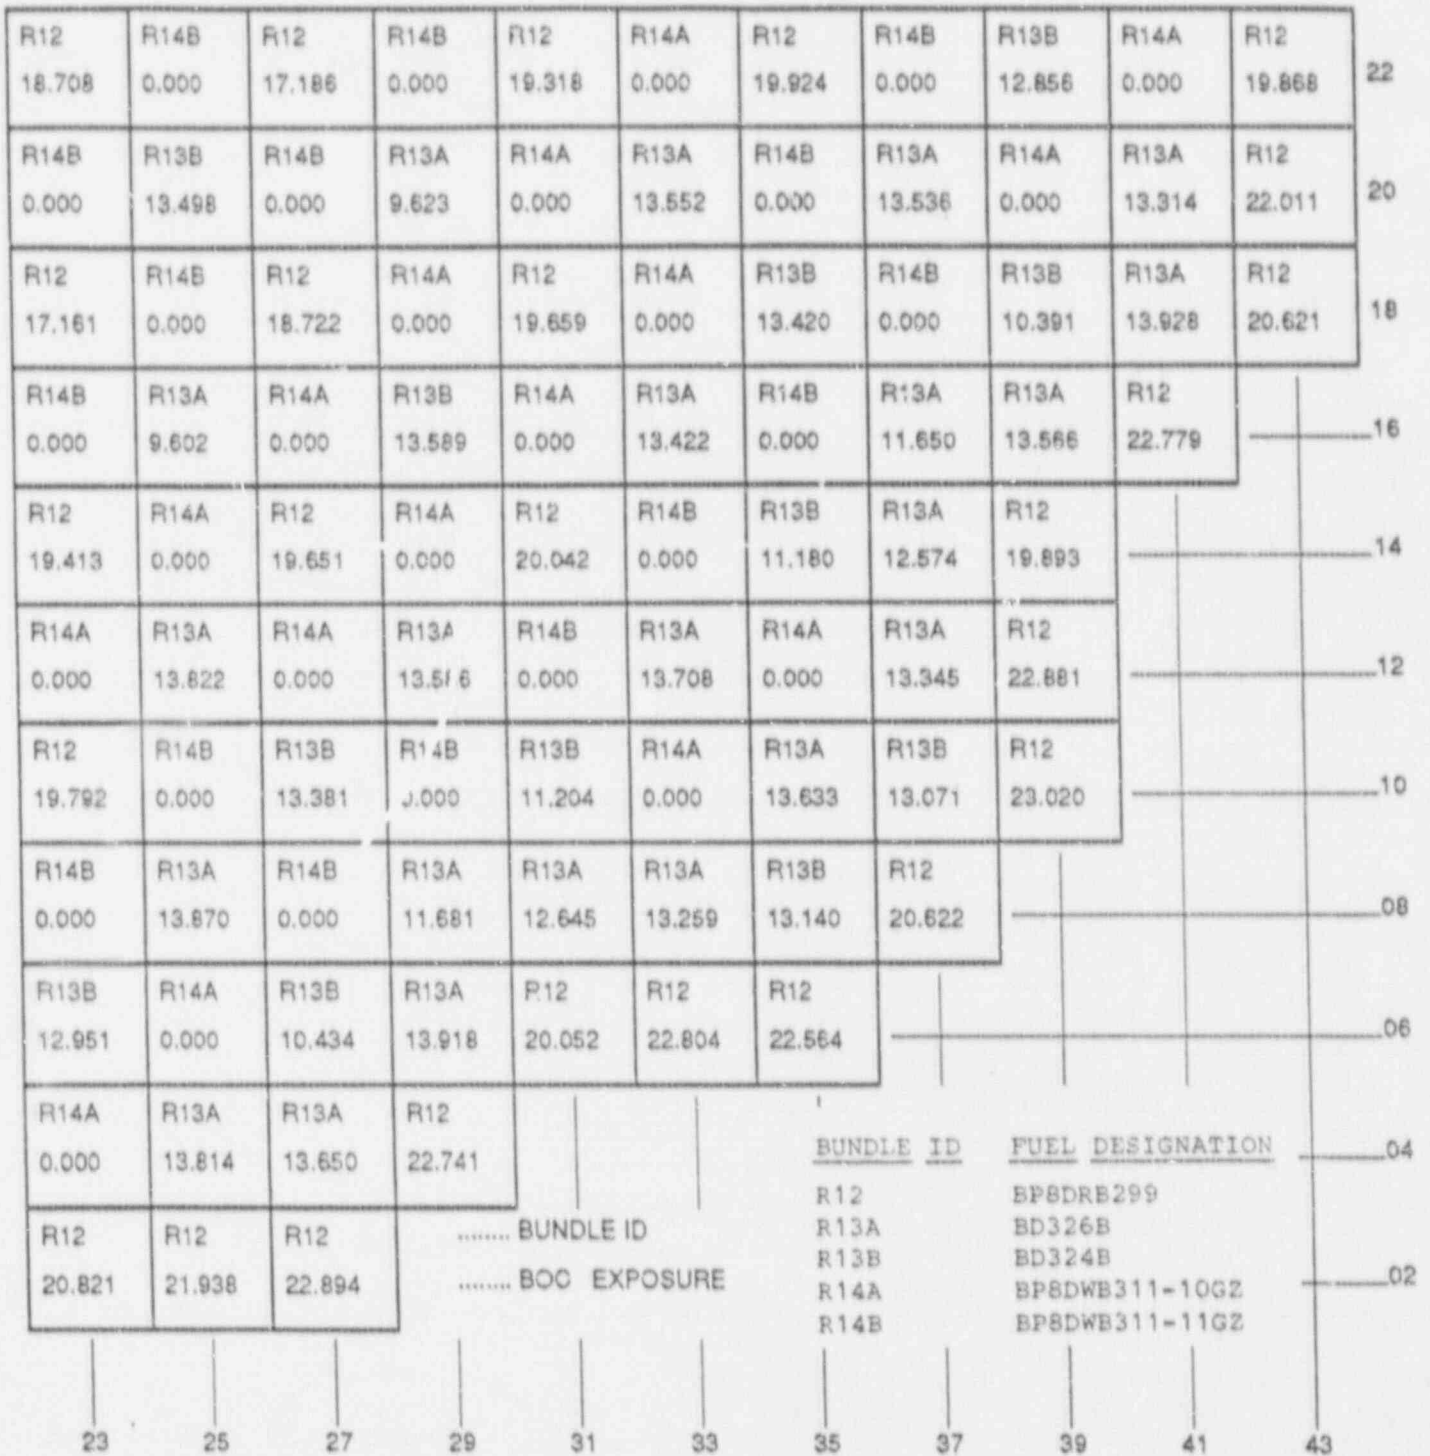 R12 R14B R12 R14B R12 R14A R12 R14B R13B R14A R12
18.708 0.000 17.186 0.000 19.318 0.000 19.924 0.000 12.856 0.000 19.868 22
R14B R13B R14B R13A R14A R13A R14B R13A R14A R13A R12
0.000 13.498 0.000 9.623 0.000 13.552 0.000 13.536 0.000 13.314 22.011 20
R12 R14B R12 R14A R12 R14A R13B R14B R13B R13A R12
17.161 0.000 18.722 0.000 19.659 0.000 13.420 0.000 10.391 13.928 20.621 18
R14B R13A R14A R13B R14A R13A R14B R13A R13A R12
0.000 9.602 0.000 13.589 0.000 13.422 0.000 11.650 13.566 22.779 16
R12 R14A R12 R14A R12 R14B R13B R13A R12
19.413 0.000 19.651 0.000 20.042 0.000 11.180 12.574 19.893 14
R14A R13A R14A R13A R14B R13A R14A R13A R12
0.000 13.822 0.000 0.000 13.708 0.000 13.345 22.881 12
R12 R14B R13B R14B R13B R14A R13A R13B R12
19.792 0.000 13.381 0.000 11.204 0.000 13.633 13.071 23.020 10
R14B R13A R14B R13A R13A R13A R13B R12
0.000 13.870 0.000 11.681 12.645 13.259 13.140 20.622 08
R13B R14A R13B R13A R12 R12 R12
12.951 0.000 10.434 13.918 20.052 22.804 22.564 06
R14A R13A R13A R12
0.000 13.814 13.650 22.741
BUNDLE ID FUEL DESIGNATION 04
R12 BP8DRB299
R13A BD326B
R13B BD324B
R14A BP8DWB311-10GZ
R14B BP8DWB311-11GZ
R12 R12 R12
20.821 21.938 22.894
........ BUNDLE ID
........ BOC EXPOSURE
02
23 25 27 29 31 33 35 37 39 41 43